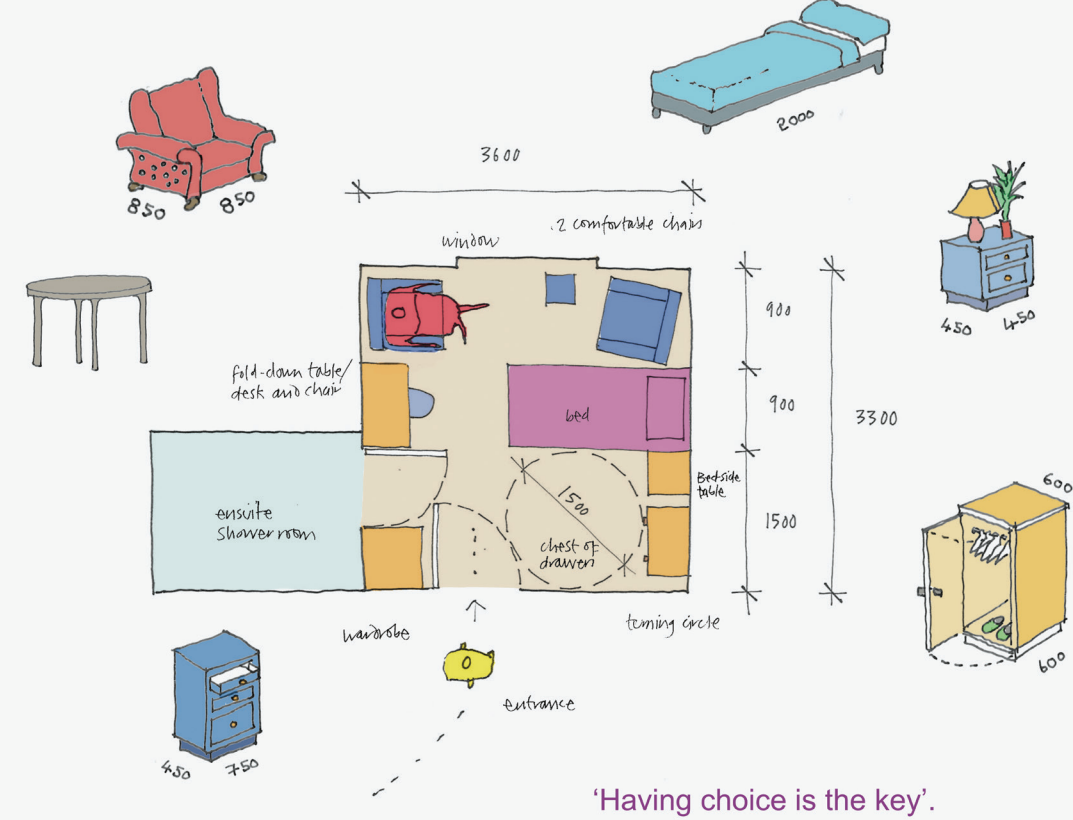 2000
3600
850 850
.2 comfortable chairs
window
450 450
900
fold-down table/
desk and chair
900
3300
bed
Bedside
table
600
1500
ensuite
shower room
1500
chest of
drawers
wardrobe
turning circle
600
entrance
450 750
‘Having choice is the key’.